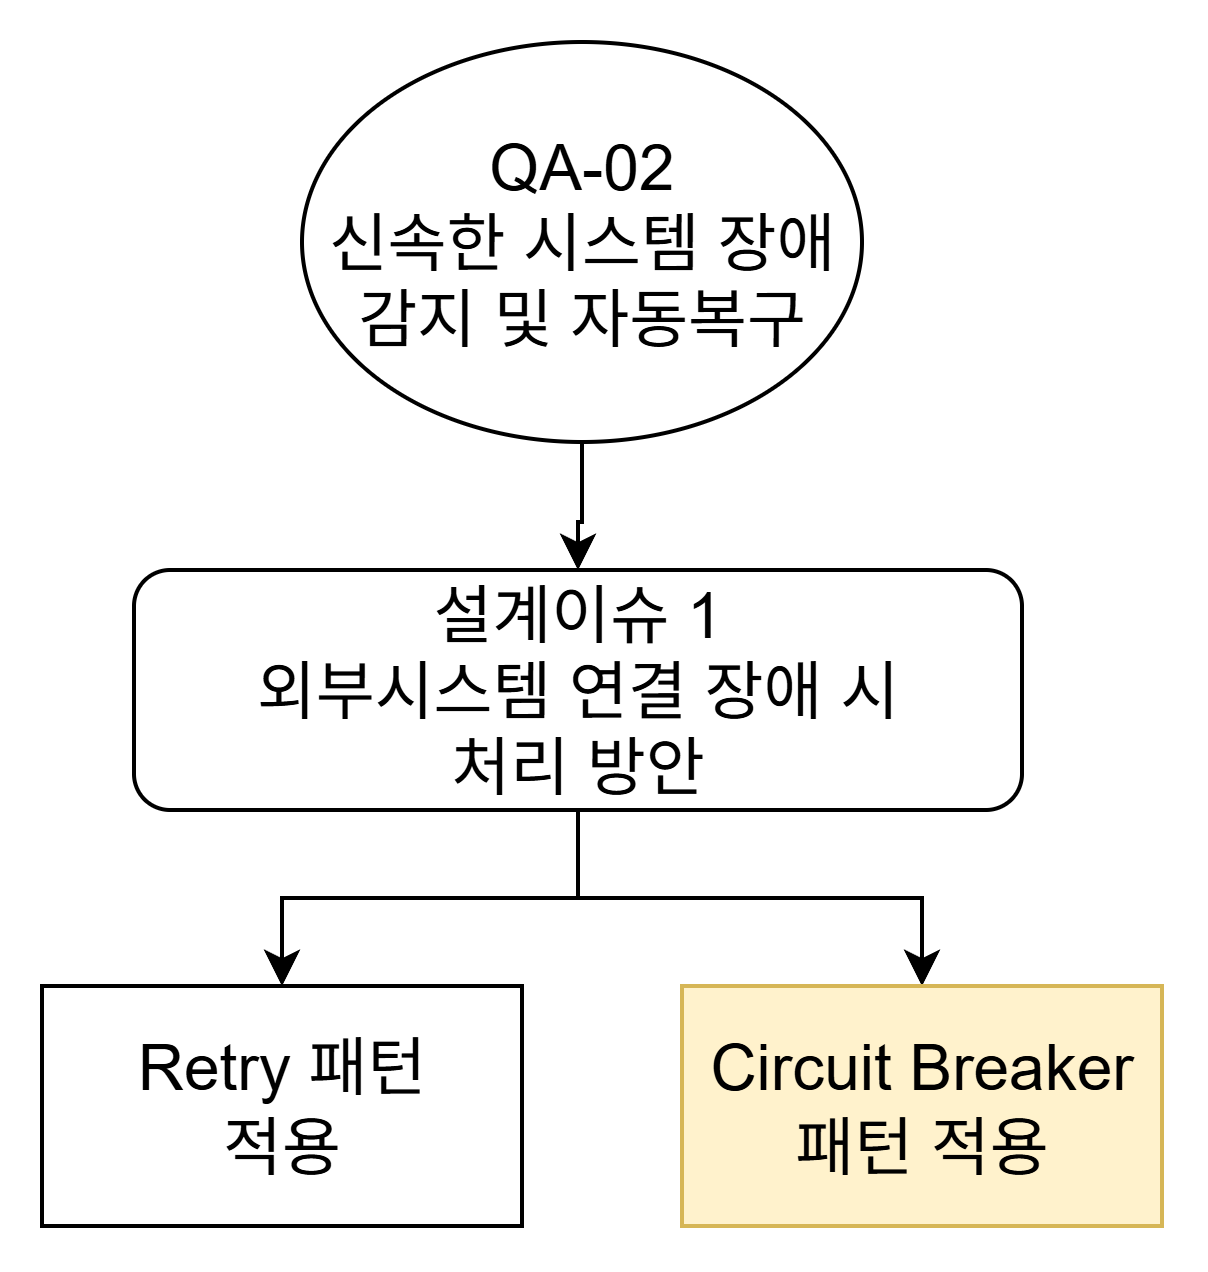 QA-02
신속한 시스템 장애
감지 및 자동복구
설계이슈 1
외부시스템 연결 장애 시
처리 방안
Retry 패턴
적용
Circuit Breaker
패턴 적용